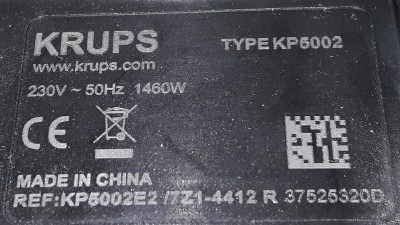 KRUPS TYPE KP5002
www.krups.com
230V ~ 50Hz 1460W
CE
MADE IN CHINA
REF:KP5002E2 /7Z1-4412 R 37525320D